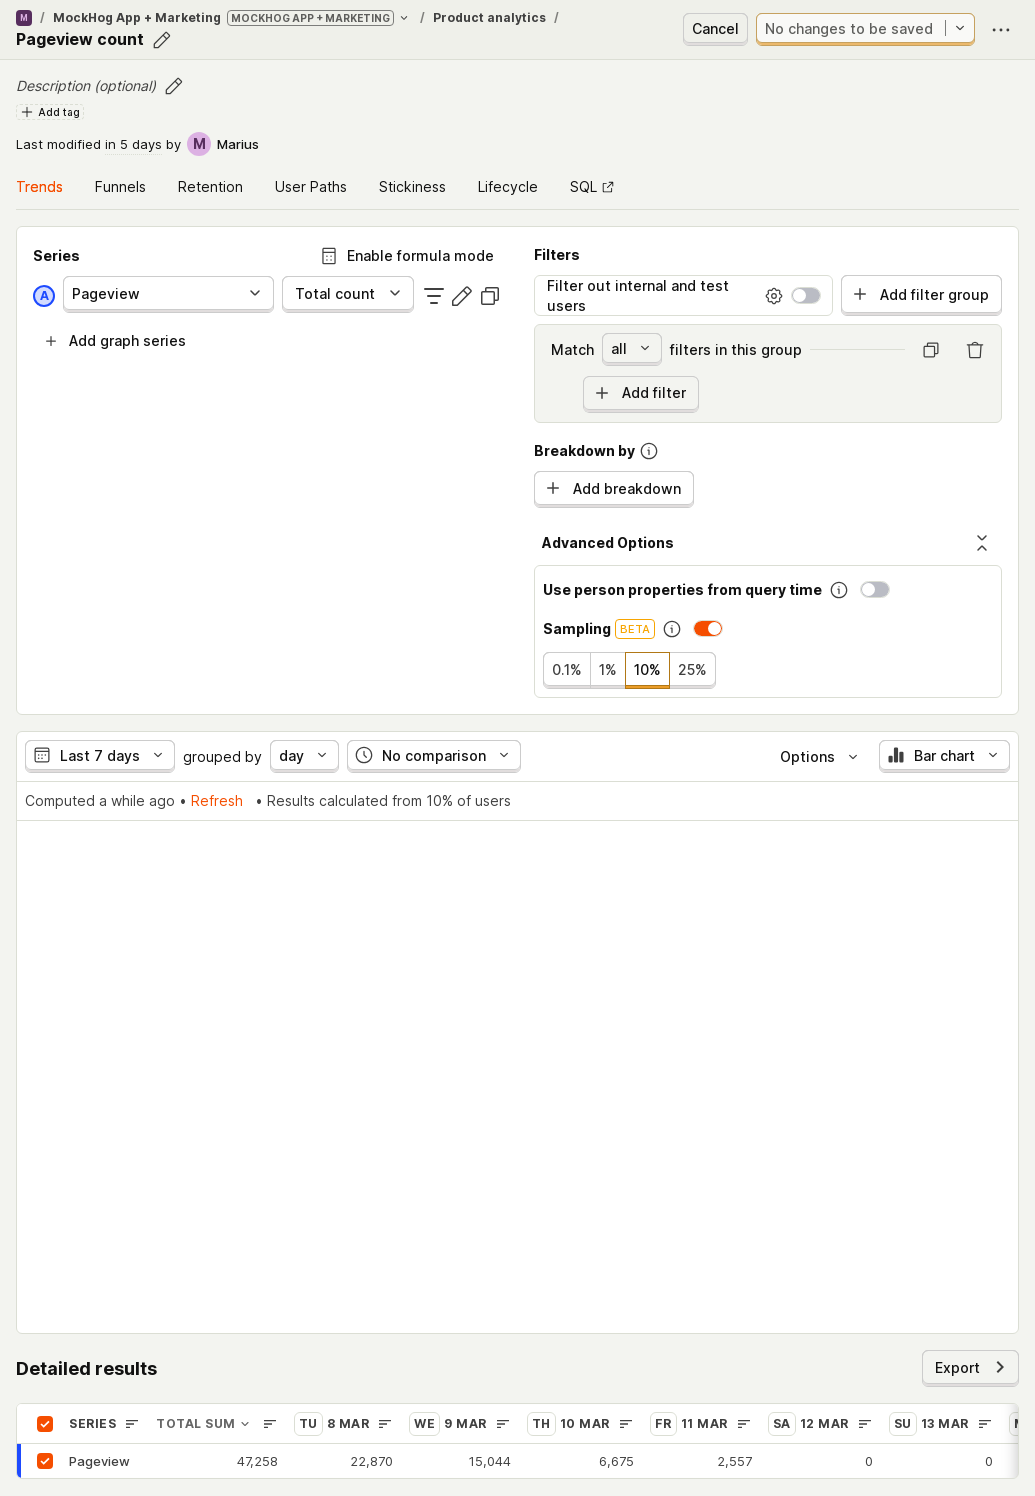 M / MockHog App + Marketing MOCKHOG APP + MARKETING / Product analytics /
Pageview count
Cancel
No changes to be saved
Description (optional)
Add tag
Last modified in 5 days by M Marius
Trends Funnels Retention User Paths Stickiness Lifecycle SQL
Series
Enable formula mode
A Pageview Total count
Add graph series
Filters
Filter out internal and test
users
Add filter group
Match all filters in this group
Add filter
Breakdown by
Add breakdown
Advanced Options
Use person properties from query time
Sampling BETA
0.1% 1% 10% 25%
Last 7 days grouped by day No comparison Options Bar chart
Computed a while ago • Refresh • Results calculated from 10% of users
Detailed results
Export
SERIES TOTAL SUM TU 8 MAR WE 9 MAR TH 10 MAR FR 11 MAR SA 12 MAR SU 13 MAR
Pageview 47,258 22,870 15,044 6,675 2,557 0 0